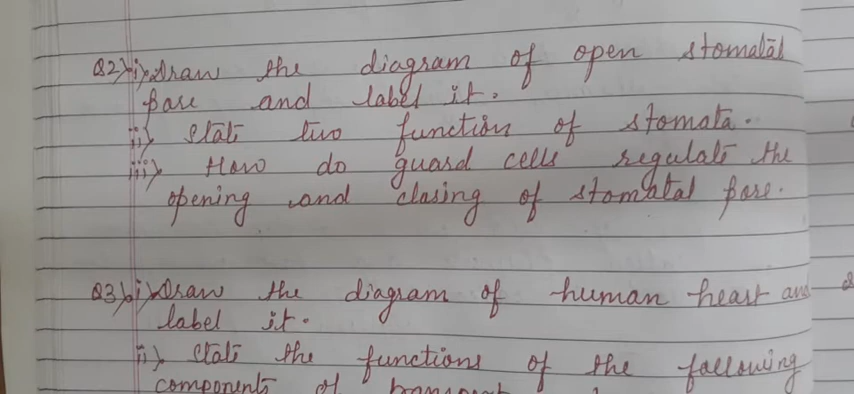 Q2) i) Draw the diagram of open stomatal
pore and label it.
ii) State two function of stomata.
iii) How do guard cells regulate the
opening and closing of stomatal pore.
Q3) i) Draw the diagram of human heart and
label it.
ii) State the functions of the following
components of